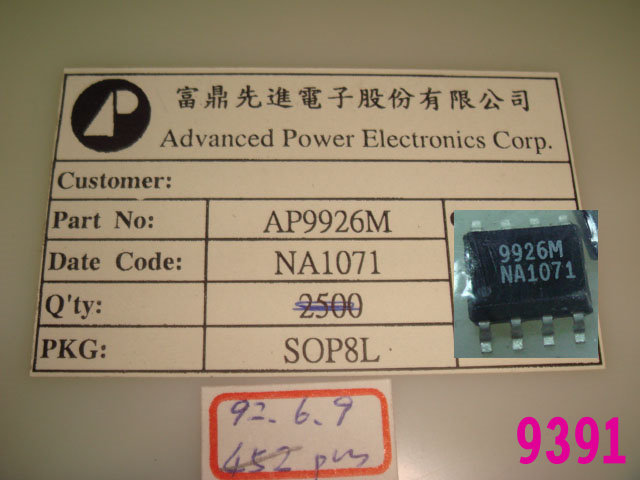 AP
富鼎先進電子股份有限公司
Advanced Power Electronics Corp.
Customer:
Part No: AP9926M
Date Code: NA1071
Q'ty: 2500
PKG: SOP8L
9926M
NA1071
92.6.9
452 pcs
9391